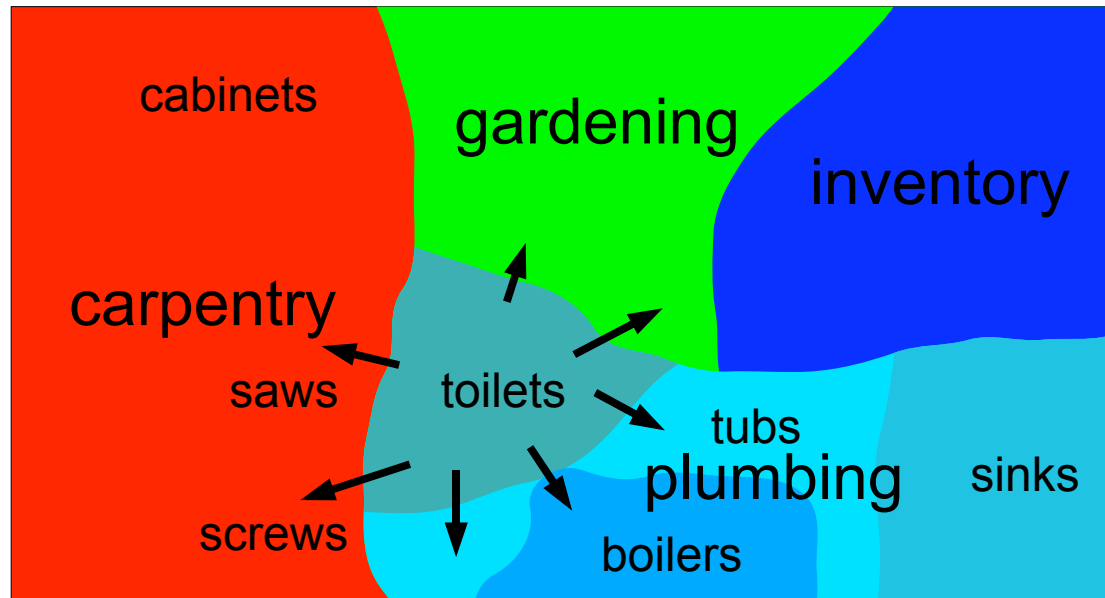 cabinets
gardening
inventory
carpentry
saws
toilets
tubs
plumbing
sinks
screws
boilers